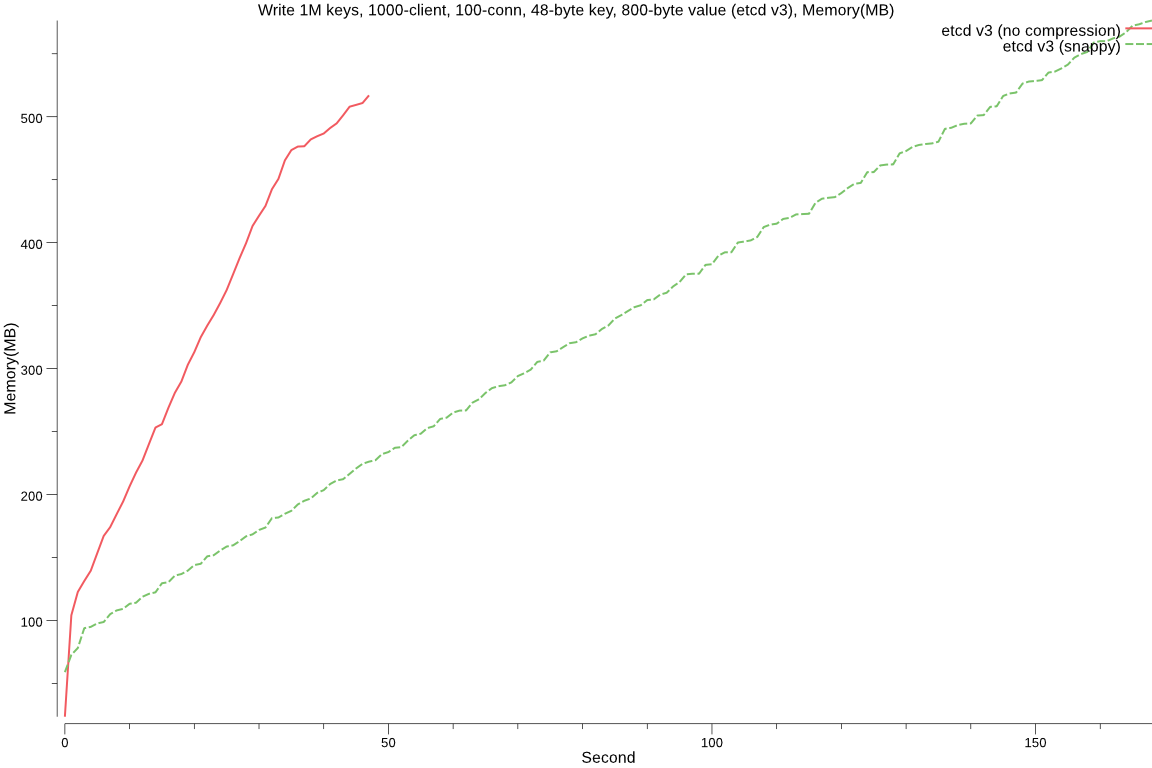 Write 1M keys, 1000-client, 100-conn, 48-byte key, 800-byte value (etcd v3), Memory(MB)
etcd v3 (no compression)
etcd v3 (snappy)
500
400
300
200
100
Memory(MB)
0
50
100
150
Second